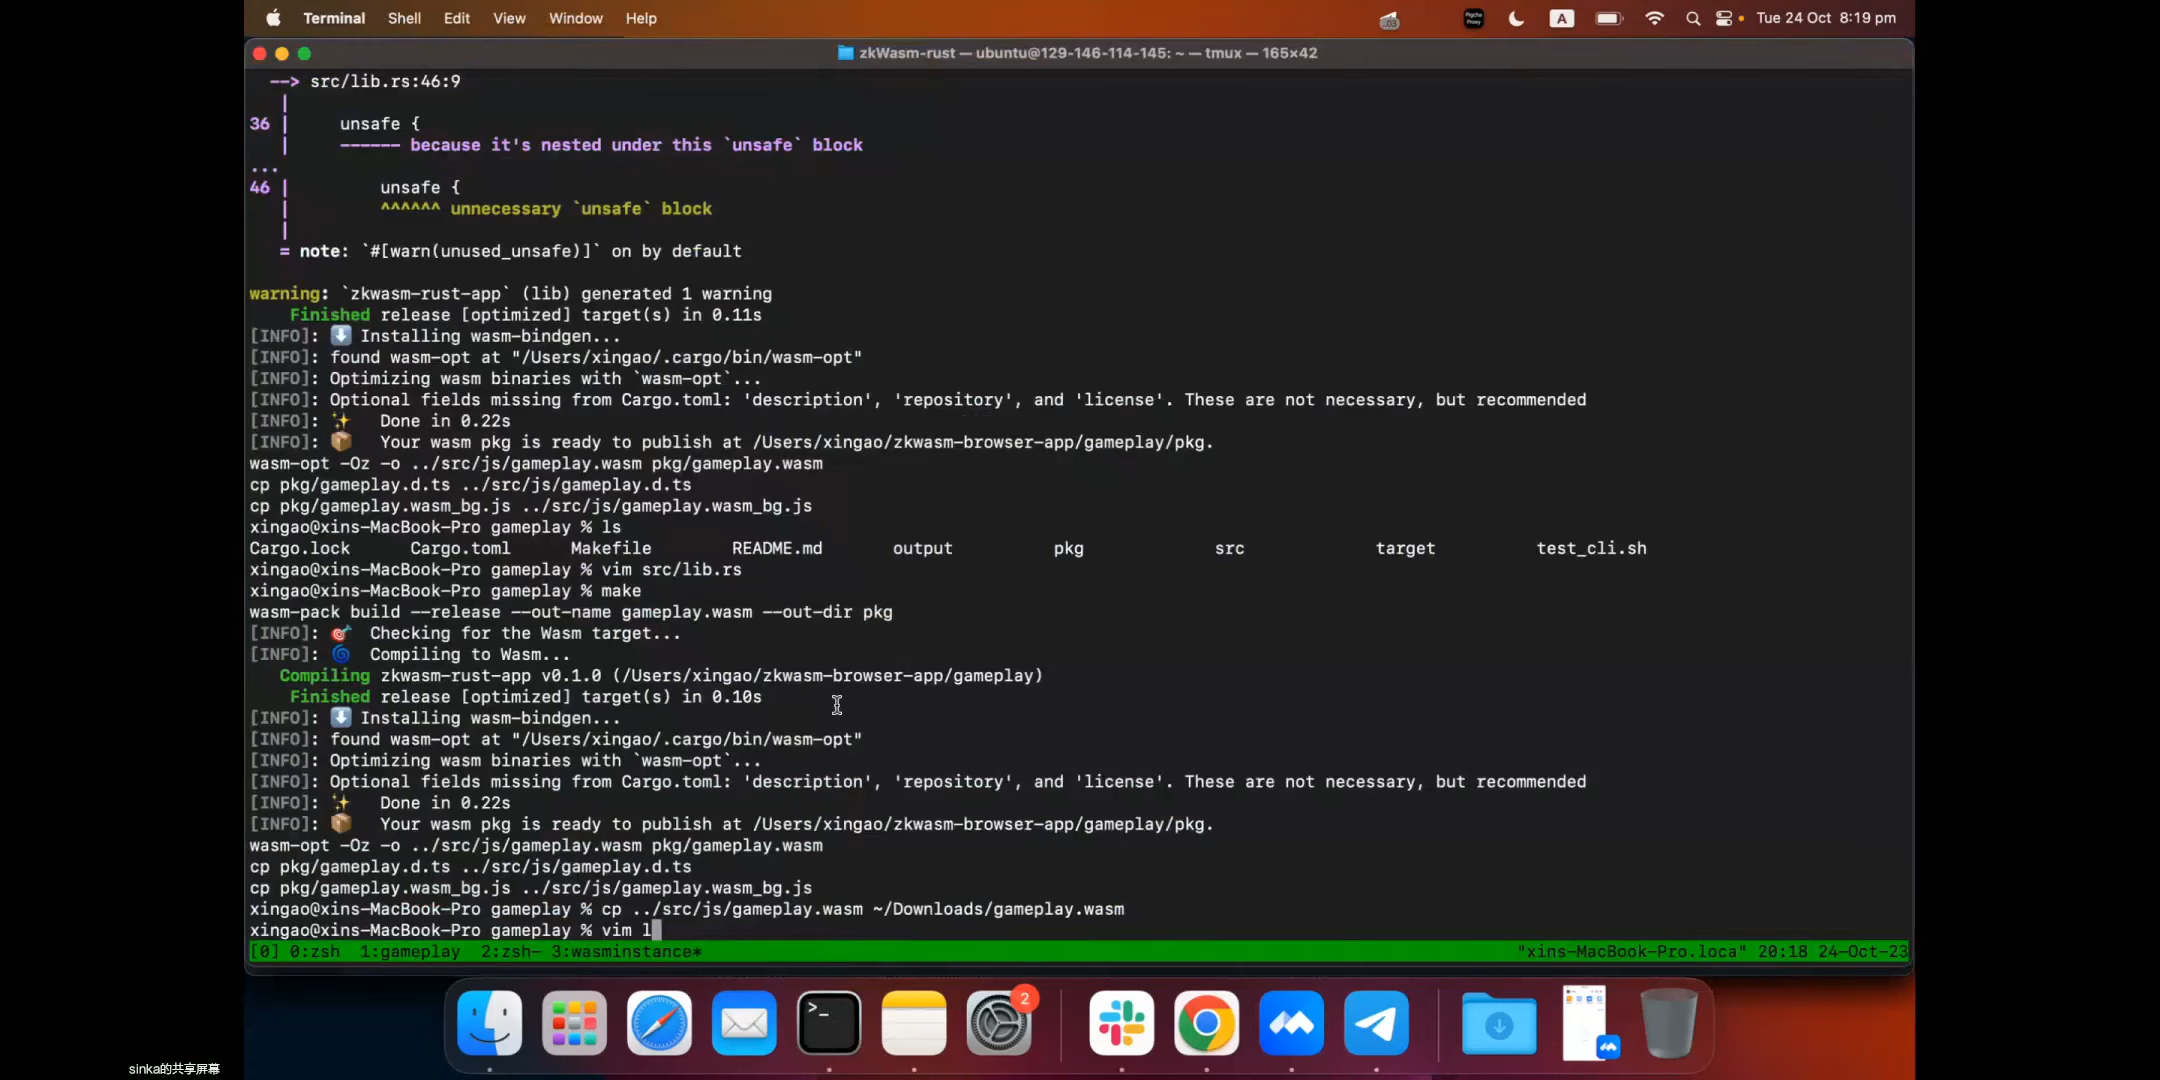 Terminal Shell Edit View Window Help A Tue 24 Oct 8:19 pm
zkWasm-rust — ubuntu@129-146-114-145: ~ — tmux — 165×42
--> src/lib.rs:46:9
|
36 | unsafe {
| ------ because it's nested under this `unsafe` block
...
46 | unsafe {
| ^^^^^^ unnecessary `unsafe` block
|
= note: `#[warn(unused_unsafe)]` on by default
warning: `zkwasm-rust-app` (lib) generated 1 warning
Finished release [optimized] target(s) in 0.11s
[INFO]: ⬇️ Installing wasm-bindgen...
[INFO]: found wasm-opt at "/Users/xingao/.cargo/bin/wasm-opt"
[INFO]: Optimizing wasm binaries with `wasm-opt`...
[INFO]: Optional fields missing from Cargo.toml: 'description', 'repository', and 'license'. These are not necessary, but recommended
[INFO]: ✨ Done in 0.22s
[INFO]: 📦 Your wasm pkg is ready to publish at /Users/xingao/zkwasm-browser-app/gameplay/pkg.
wasm-opt -Oz -o ../src/js/gameplay.wasm pkg/gameplay.wasm
cp pkg/gameplay.d.ts ../src/js/gameplay.d.ts
cp pkg/gameplay.wasm_bg.js ../src/js/gameplay.wasm_bg.js
xingao@xins-MacBook-Pro gameplay % ls
Cargo.lock Cargo.toml Makefile README.md output pkg src target test_cli.sh
xingao@xins-MacBook-Pro gameplay % vim src/lib.rs
xingao@xins-MacBook-Pro gameplay % make
wasm-pack build --release --out-name gameplay.wasm --out-dir pkg
[INFO]: 🎯 Checking for the Wasm target...
[INFO]: 🌀 Compiling to Wasm...
Compiling zkwasm-rust-app v0.1.0 (/Users/xingao/zkwasm-browser-app/gameplay)
Finished release [optimized] target(s) in 0.10s
[INFO]: ⬇️ Installing wasm-bindgen...
[INFO]: found wasm-opt at "/Users/xingao/.cargo/bin/wasm-opt"
[INFO]: Optimizing wasm binaries with `wasm-opt`...
[INFO]: Optional fields missing from Cargo.toml: 'description', 'repository', and 'license'. These are not necessary, but recommended
[INFO]: ✨ Done in 0.22s
[INFO]: 📦 Your wasm pkg is ready to publish at /Users/xingao/zkwasm-browser-app/gameplay/pkg.
wasm-opt -Oz -o ../src/js/gameplay.wasm pkg/gameplay.wasm
cp pkg/gameplay.d.ts ../src/js/gameplay.d.ts
cp pkg/gameplay.wasm_bg.js ../src/js/gameplay.wasm_bg.js
xingao@xins-MacBook-Pro gameplay % cp ../src/js/gameplay.wasm ~/Downloads/gameplay.wasm
xingao@xins-MacBook-Pro gameplay % vim l
[0] 0:zsh 1:gameplay 2:zsh- 3:wasminstance* "xins-MacBook-Pro.loca" 20:18 24-Oct-23
>_
2
sinka的共享屏幕